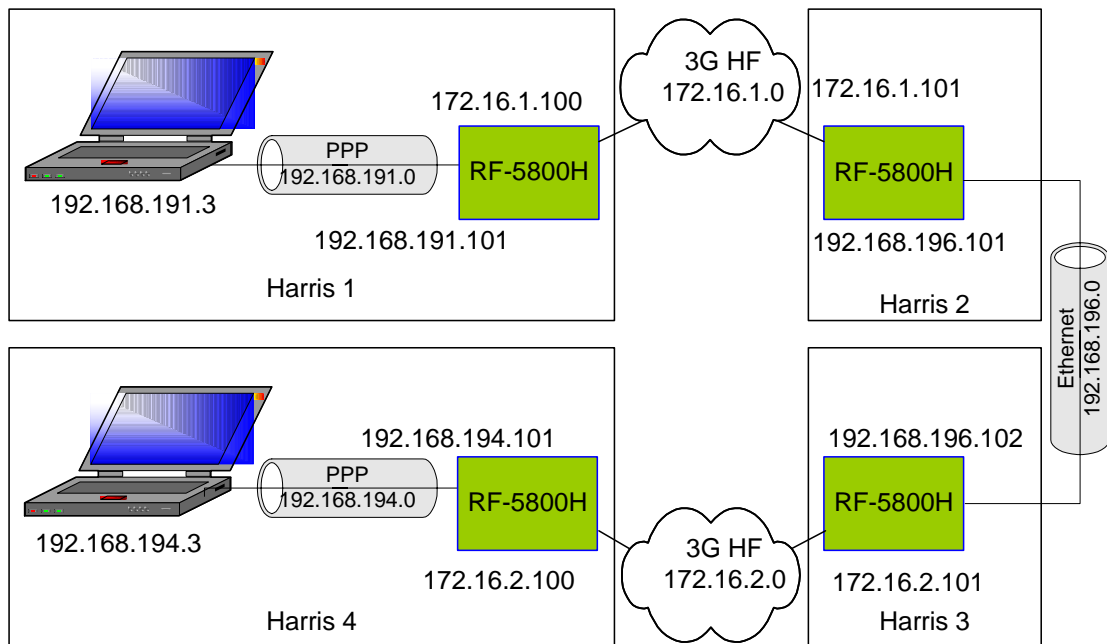 3G HF
172.16.1.0
172.16.1.100
172.16.1.101
PPP
192.168.191.0
RF-5800H
RF-5800H
192.168.191.3
192.168.191.101
192.168.196.101
Harris 1
Harris 2
Ethernet
192.168.196.0
192.168.194.101
192.168.196.102
PPP
192.168.194.0
RF-5800H
RF-5800H
192.168.194.3
3G HF
172.16.2.0
172.16.2.100
172.16.2.101
Harris 4
Harris 3